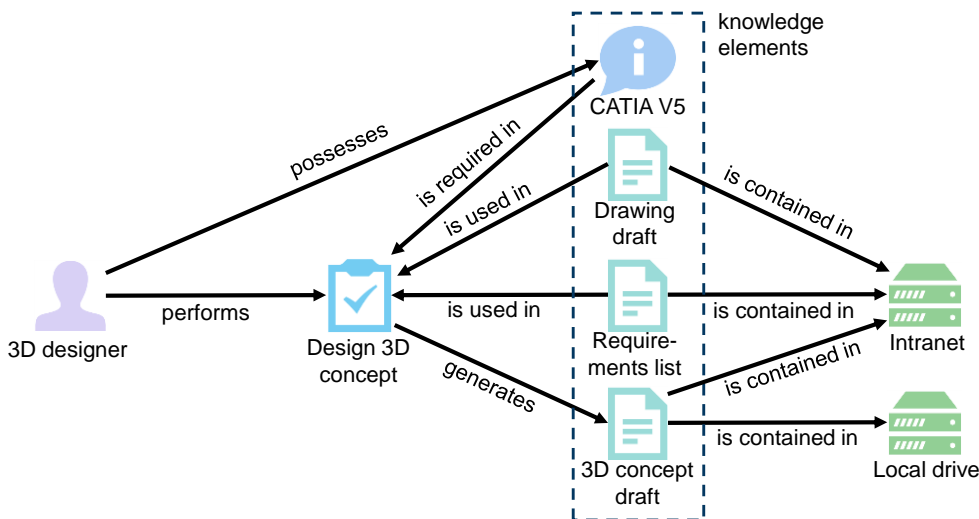 knowledge
elements
CATIA V5
possesses
is required in
is used in
Drawing
draft
is contained in
3D designer
performs
Design 3D
concept
is used in
Require-
ments list
is contained in
Intranet
generates
is contained in
3D concept
draft
is contained in
Local drive